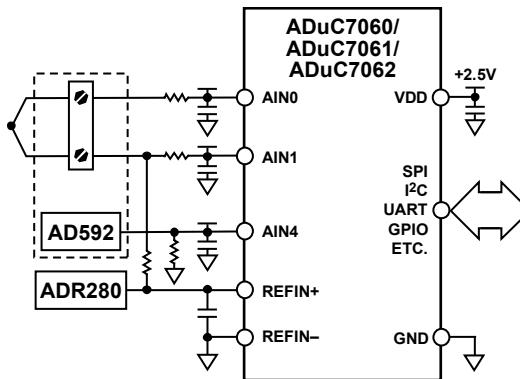 ADuC7060/
ADuC7061/
ADuC7062
+2.5V
AIN0
VDD
AIN1
SPI
I²C
UART
GPIO
ETC.
AD592
AIN4
ADR280
REFIN+
REFIN–
GND